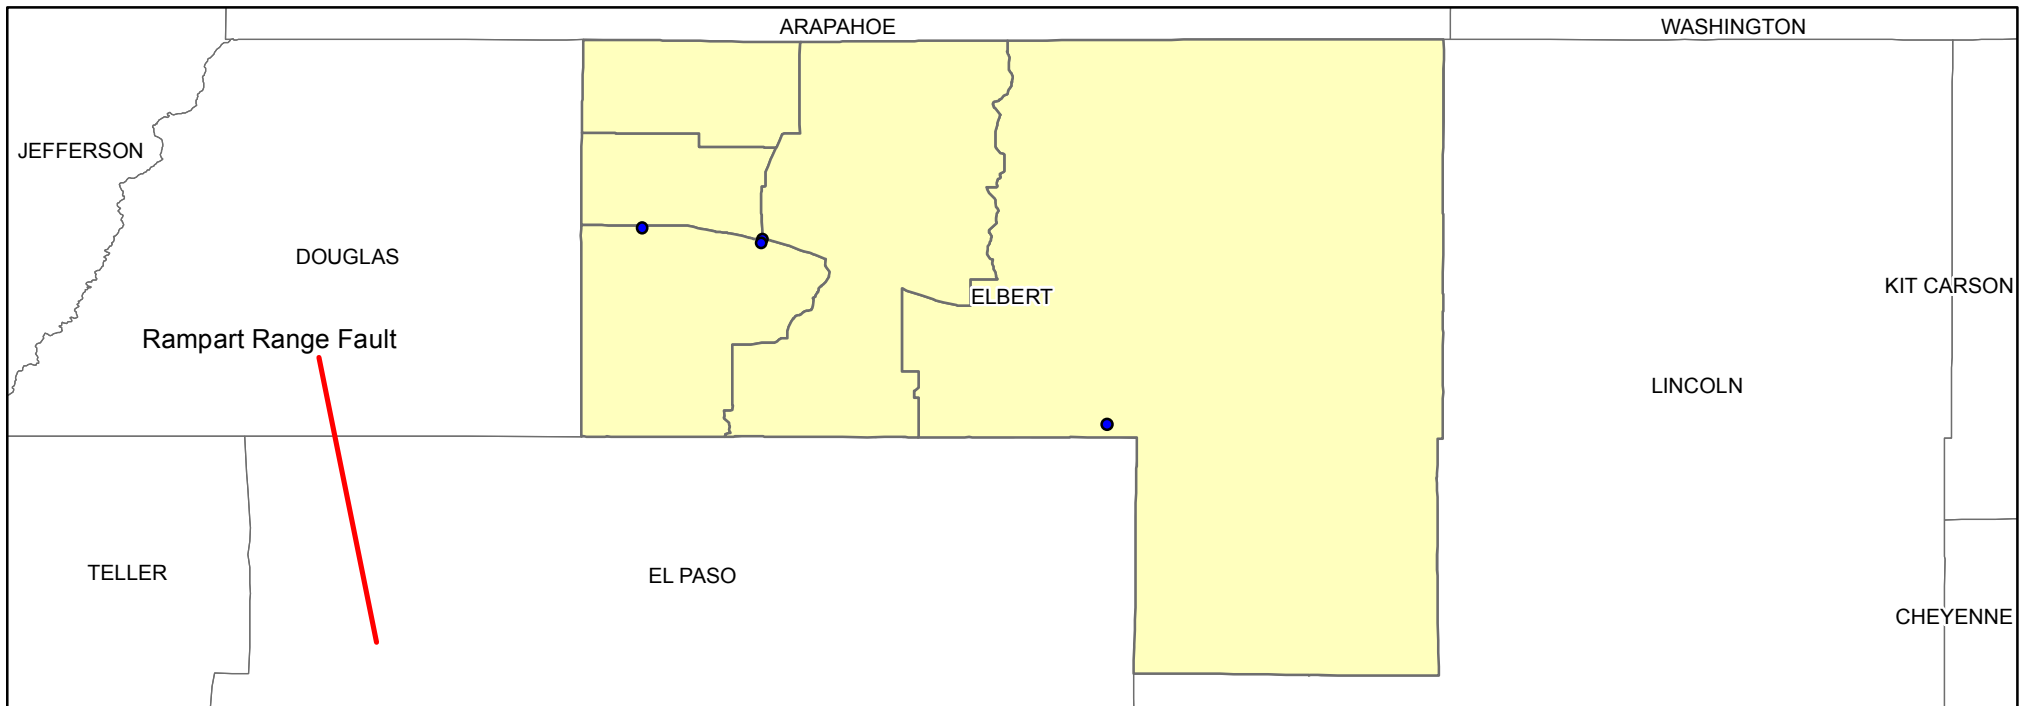 ARAPAHOE
WASHINGTON
JEFFERSON
DOUGLAS
KIT CARSON
ELBERT
Rampart Range Fault
LINCOLN
TELLER
EL PASO
CHEYENNE